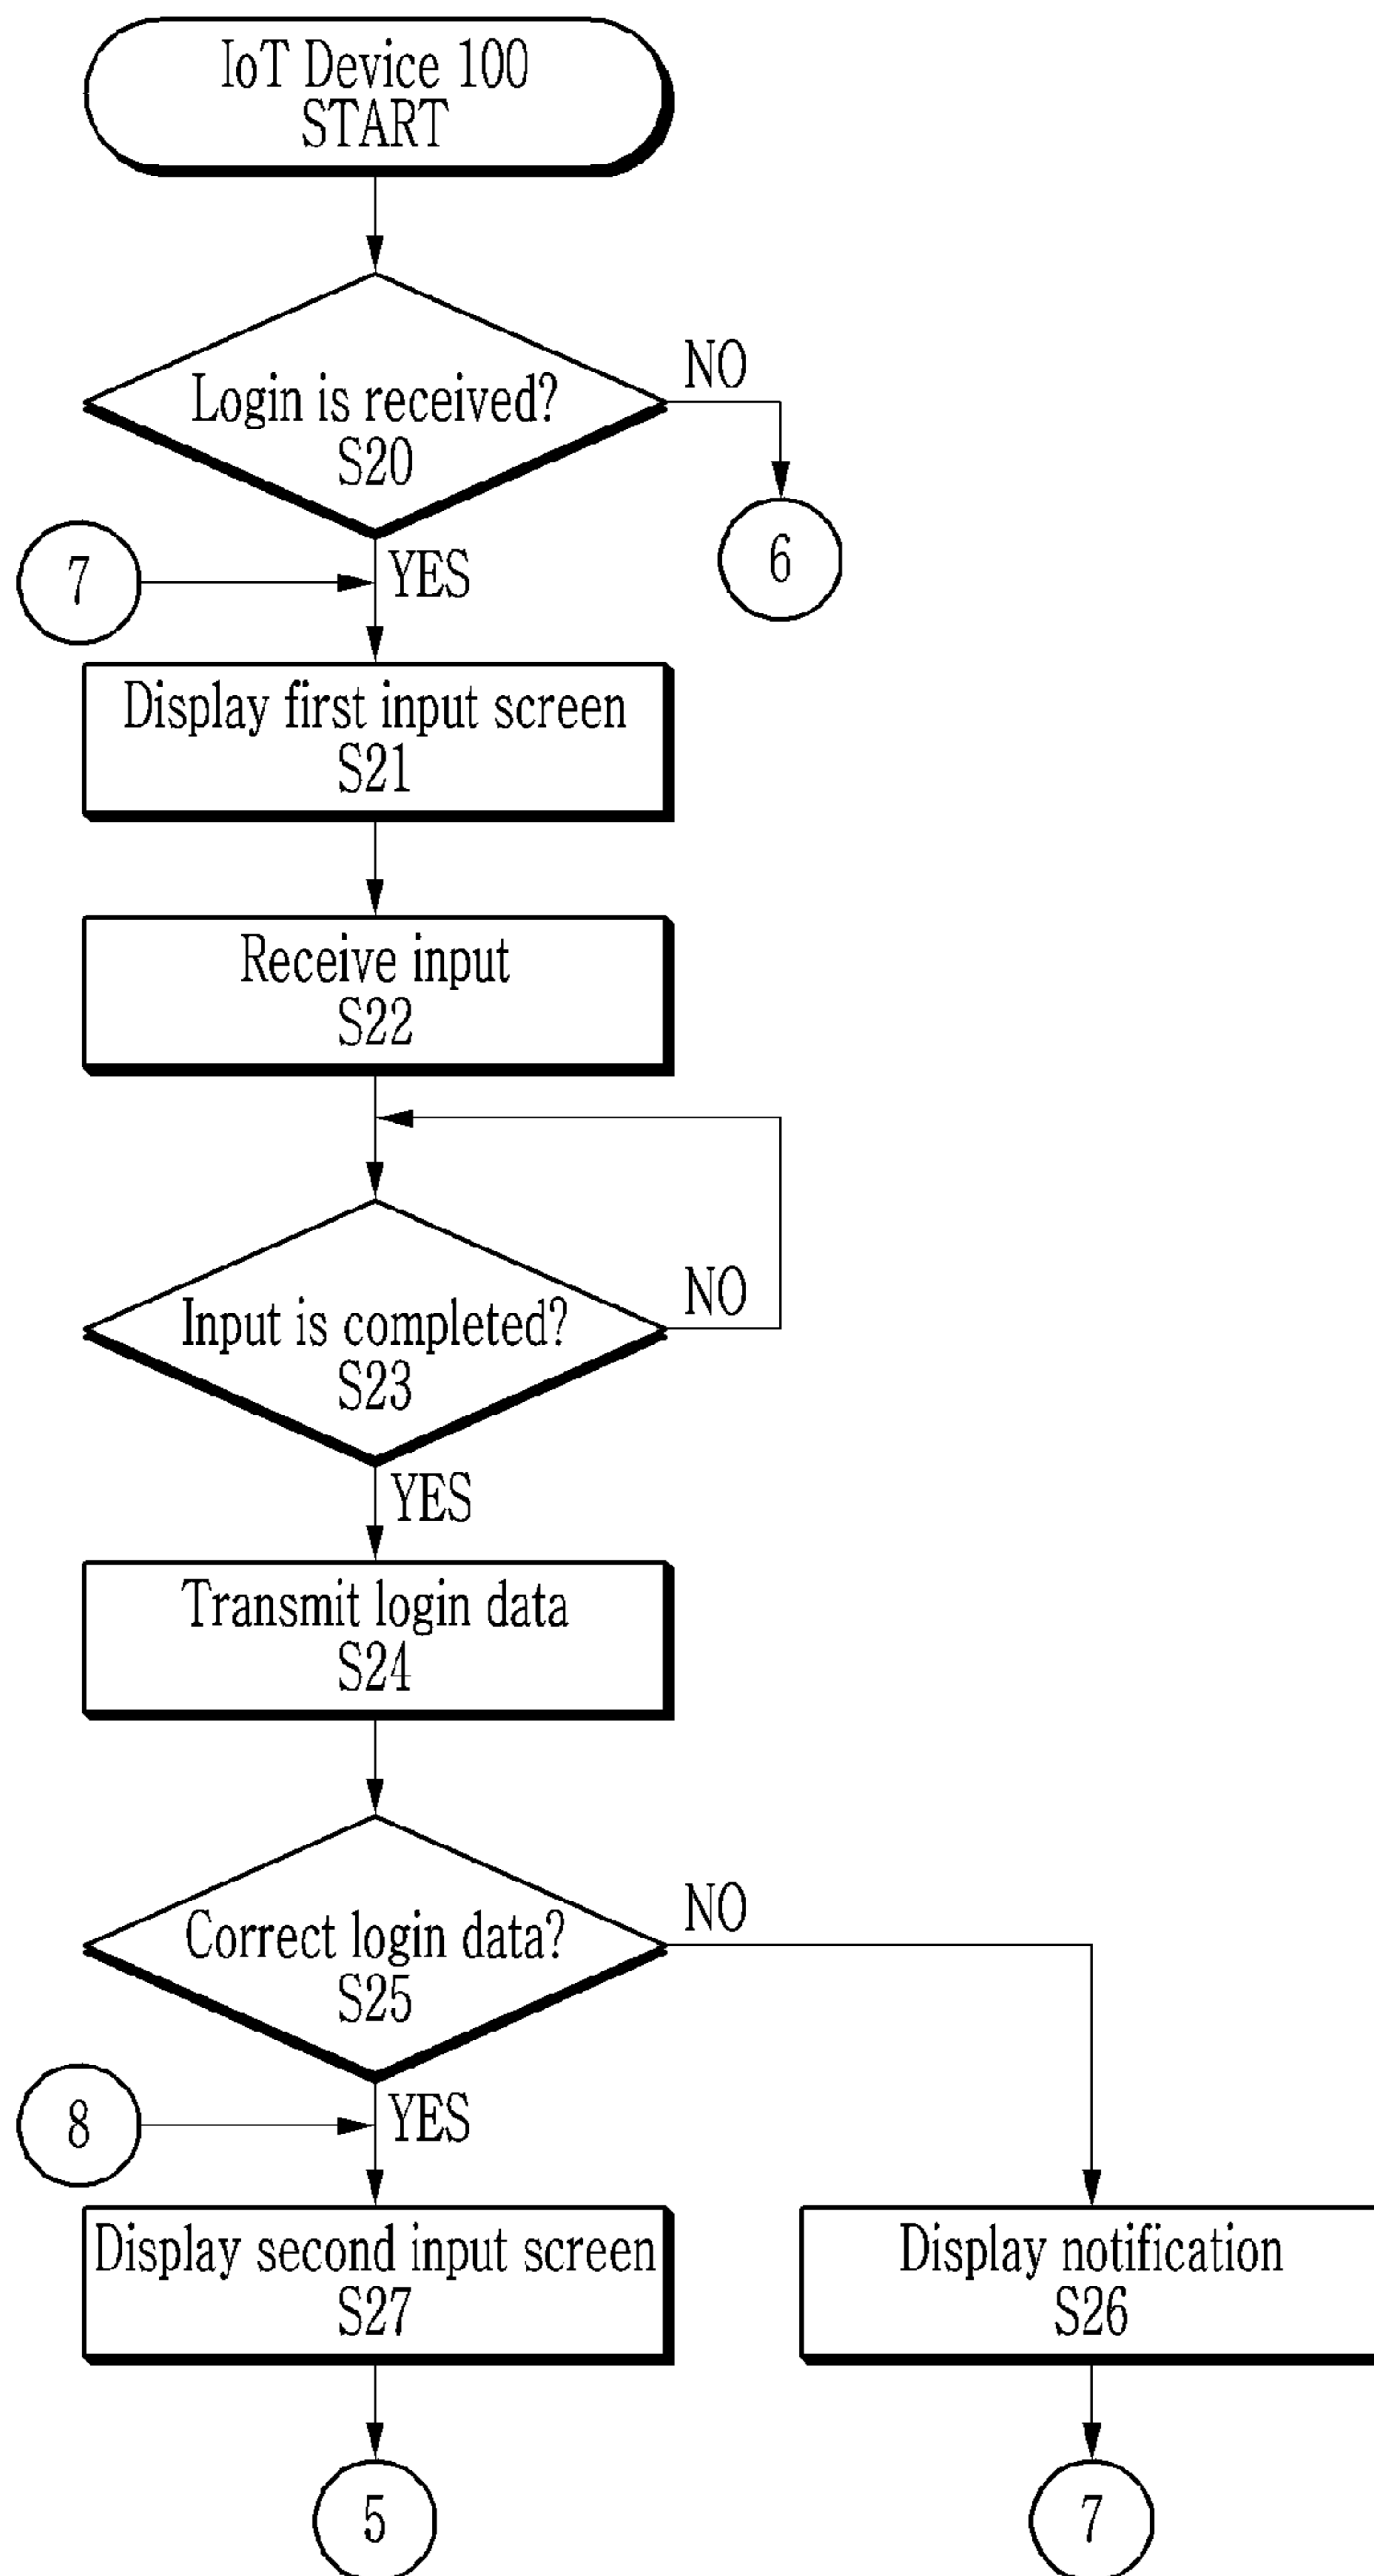 IoT Device 100
START
Login is received?
S20
NO
6
7
YES
Display first input screen
S21
Receive input
S22
Input is completed?
S23
NO
YES
Transmit login data
S24
Correct login data?
S25
NO
8
YES
Display second input screen
S27
Display notification
S26
5
7